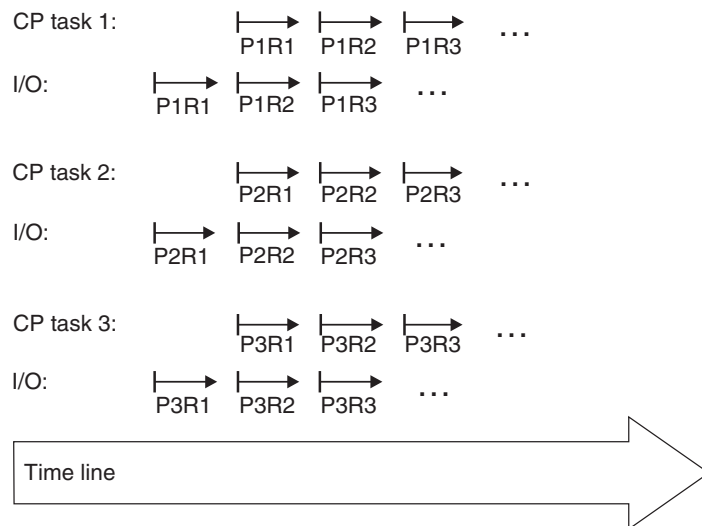 CP task 1:
P1R1 P1R2 P1R3 ...
I/O:
P1R1 P1R2 P1R3 ...
CP task 2:
P2R1 P2R2 P2R3 ...
I/O:
P2R1 P2R2 P2R3 ...
CP task 3:
P3R1 P3R2 P3R3 ...
I/O:
P3R1 P3R2 P3R3 ...
Time line